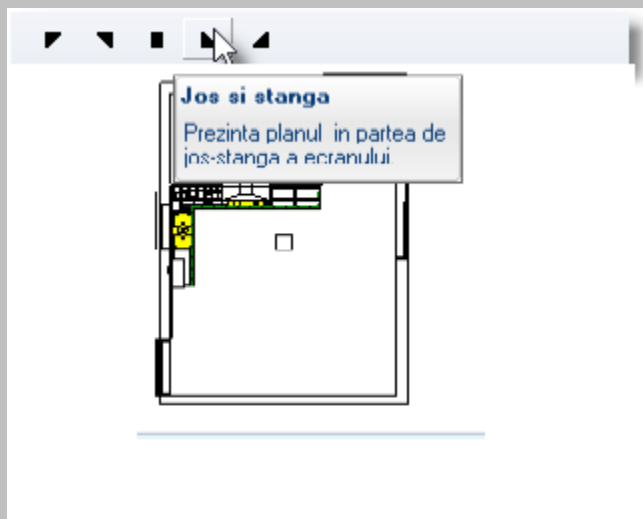 Jos si stanga
Prezinta planul in partea de
jos-stanga a ecranului.